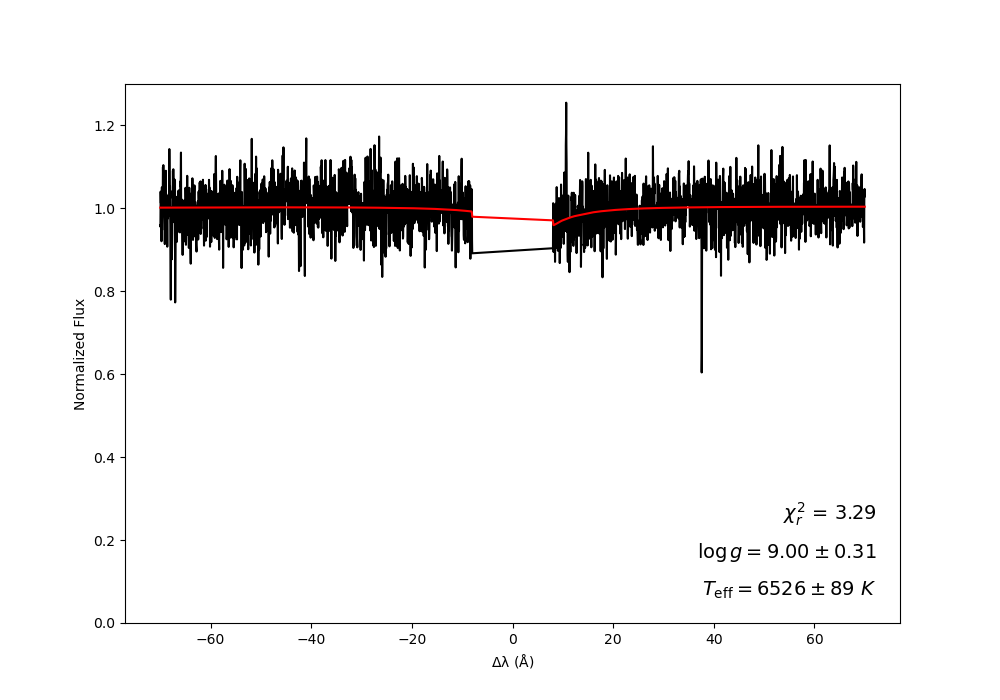 1.2
1.0
0.8
0.6
0.4
0.2
0.0
Normalized Flux
χ²ᵣ = 3.29
log g = 9.00 ± 0.31
T_eff = 6526 ± 89 K
−60 −40 −20 0 20 40 60
Δλ (Å)